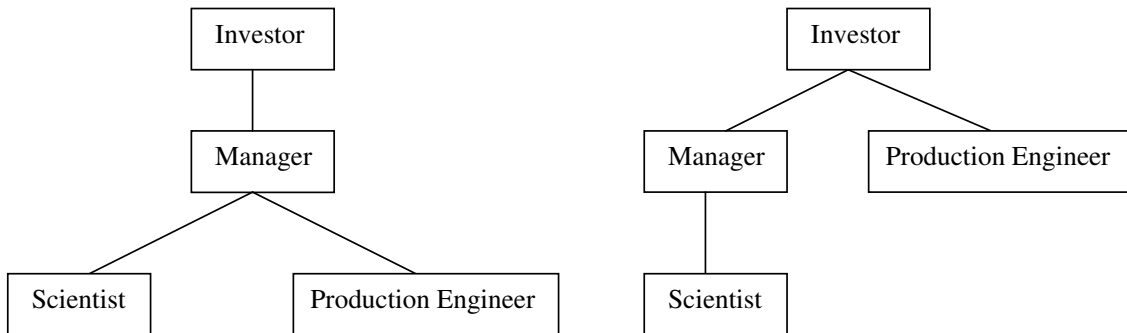 Investor
Manager
Scientist
Production Engineer
Investor
Manager
Production Engineer
Scientist